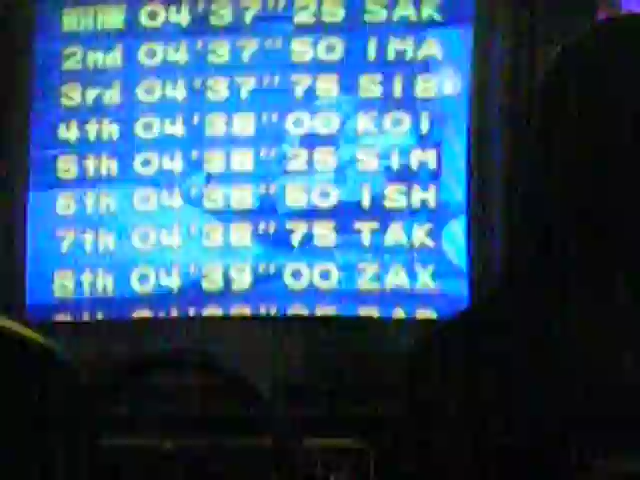 04'37"25 SAK
2nd 04'37"50 IMA
3rd 04'37"75 SIB
4th 04'38"00 KOI
5th 04'38"25 SIM
6th 04'38"50 ISH
7th 04'38"75 TAK
8th 04'39"00 ZAX